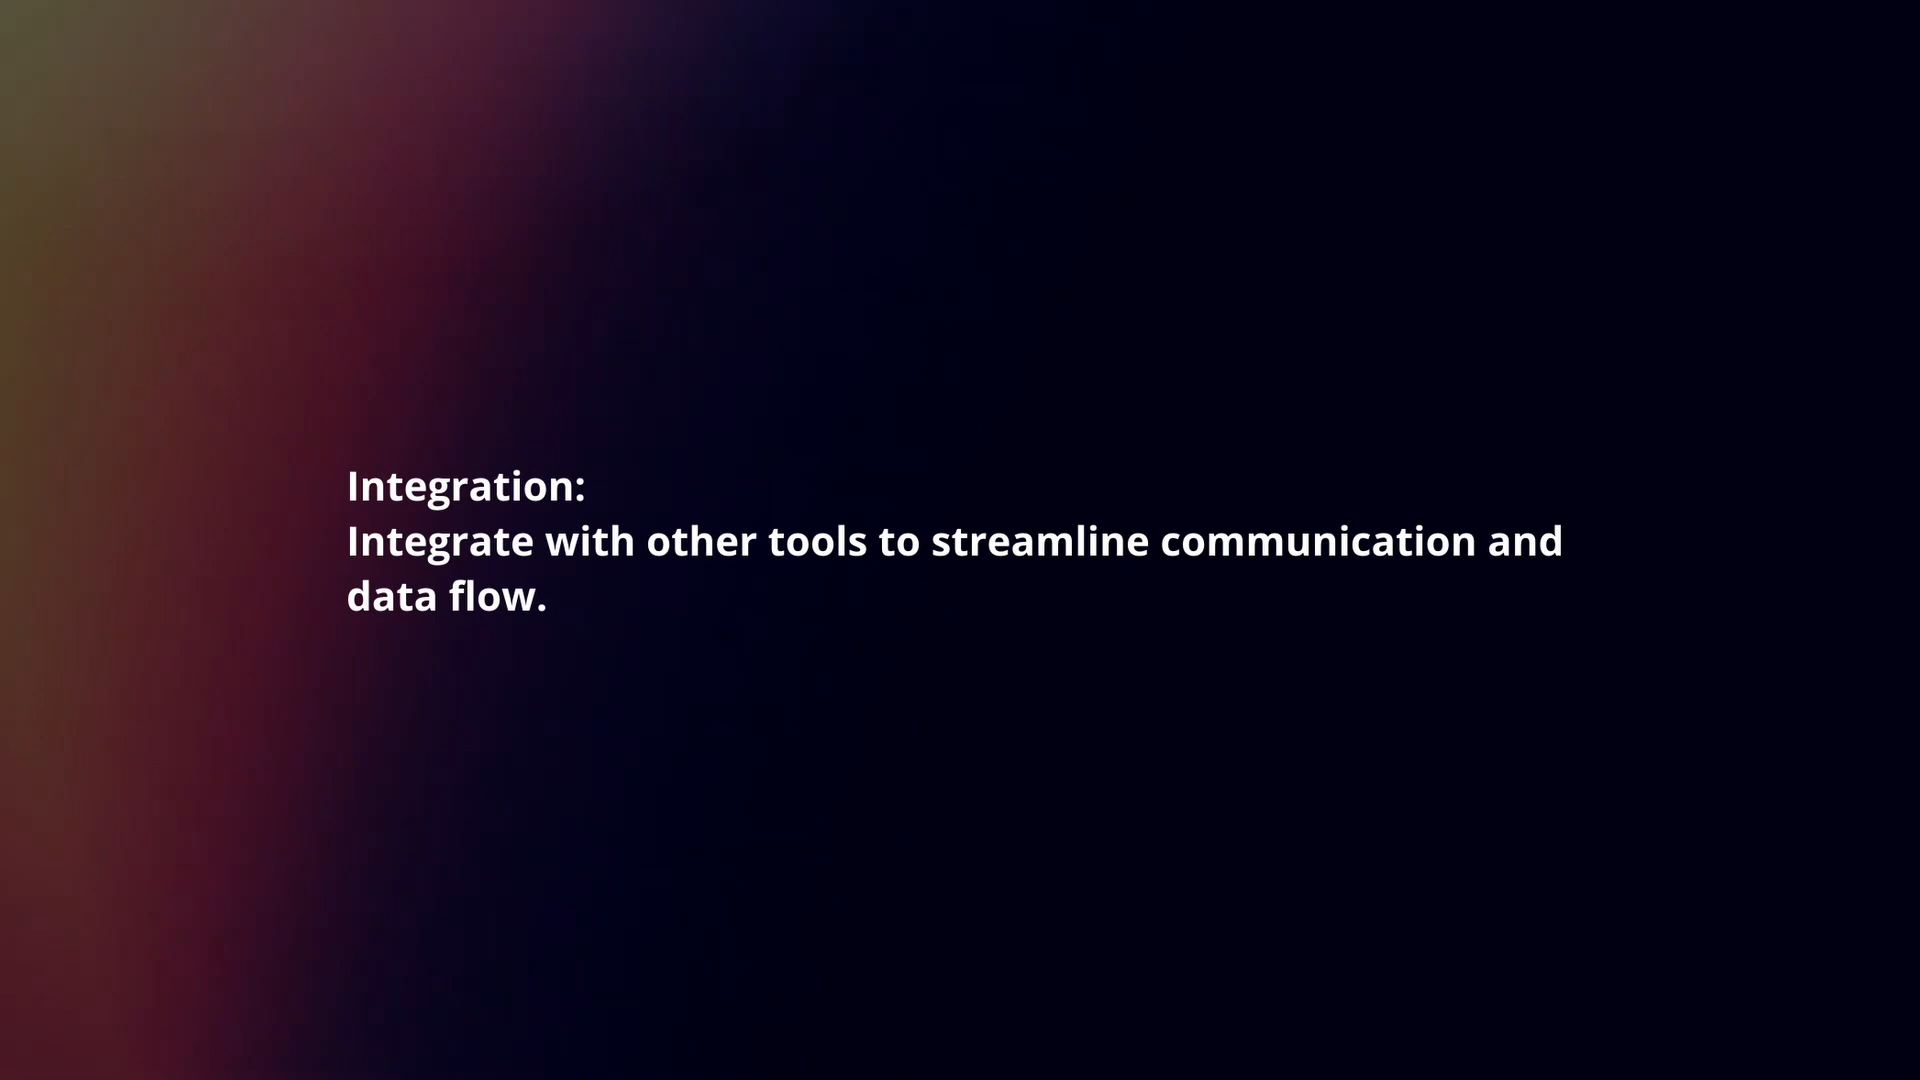 Integration:
Integrate with other tools to streamline communication and
data flow.